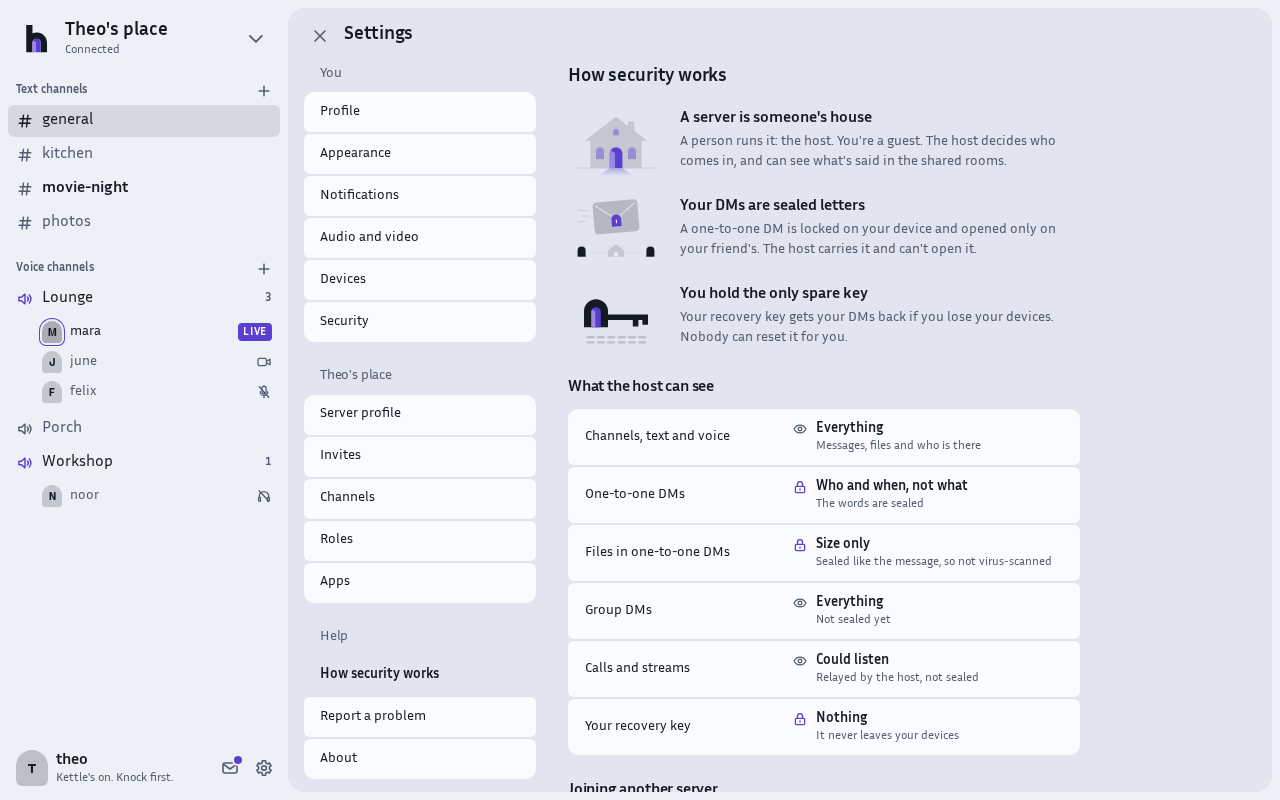 Theo's place
Connected
Text channels
general
kitchen
movie-night
photos
Voice channels
Lounge
3
M
mara
LIVE
J
june
F
felix
Porch
Workshop
1
N
noor
T
theo
Kettle's on. Knock first.
Settings
You
Profile
Appearance
Notifications
Audio and video
Devices
Security
Theo's place
Server profile
Invites
Channels
Roles
Apps
Help
How security works
Report a problem
About
How security works
A server is someone's house
A person runs it: the host. You're a guest. The host decides who
comes in, and can see what's said in the shared rooms.
Your DMs are sealed letters
A one-to-one DM is locked on your device and opened only on
your friend's. The host carries it and can't open it.
You hold the only spare key
Your recovery key gets your DMs back if you lose your devices.
Nobody can reset it for you.
What the host can see
Channels, text and voice
Everything
Messages, files and who is there
One-to-one DMs
Who and when, not what
The words are sealed
Files in one-to-one DMs
Size only
Sealed like the message, so not virus-scanned
Group DMs
Everything
Not sealed yet
Calls and streams
Could listen
Relayed by the host, not sealed
Your recovery key
Nothing
It never leaves your devices
Joining another server